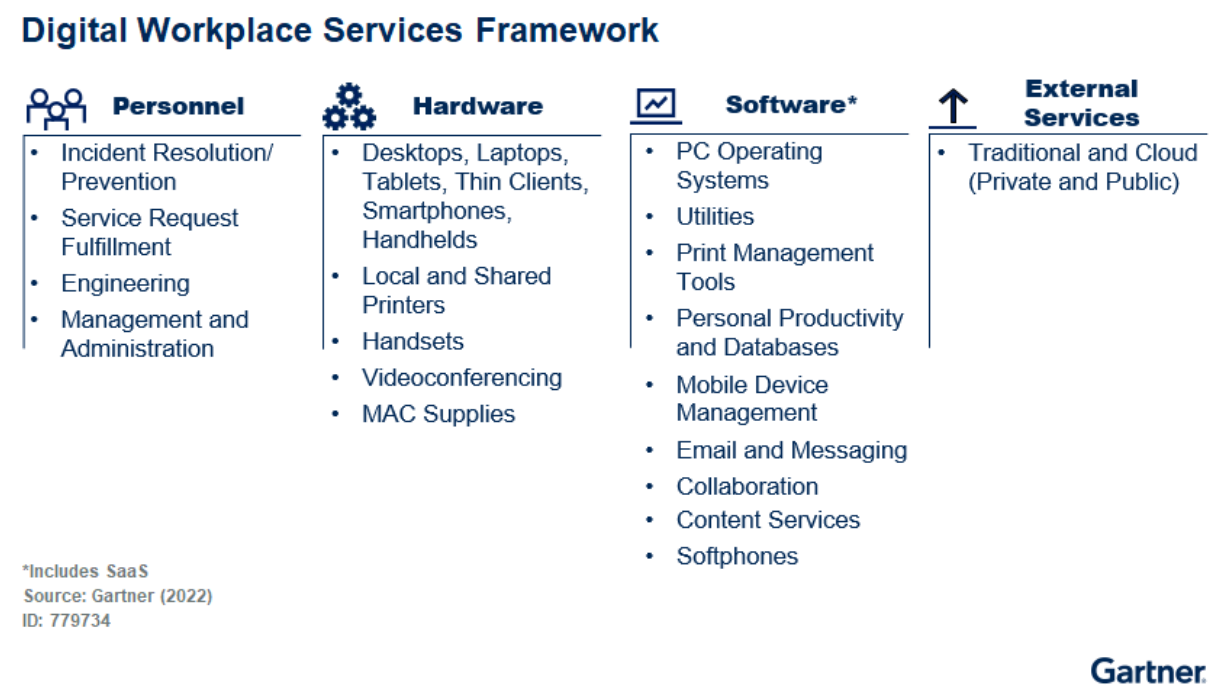 Digital Workplace Services Framework
Personnel
• Incident Resolution/
Prevention
• Service Request
Fulfillment
• Engineering
• Management and
Administration
Hardware
• Desktops, Laptops,
Tablets, Thin Clients,
Smartphones,
Handhelds
• Local and Shared
Printers
• Handsets
• Videoconferencing
• MAC Supplies
Software*
• PC Operating
Systems
• Utilities
• Print Management
Tools
• Personal Productivity
and Databases
• Mobile Device
Management
• Email and Messaging
• Collaboration
• Content Services
• Softphones
External
Services
• Traditional and Cloud
(Private and Public)
*Includes SaaS
Source: Gartner (2022)
ID: 779734
Gartner